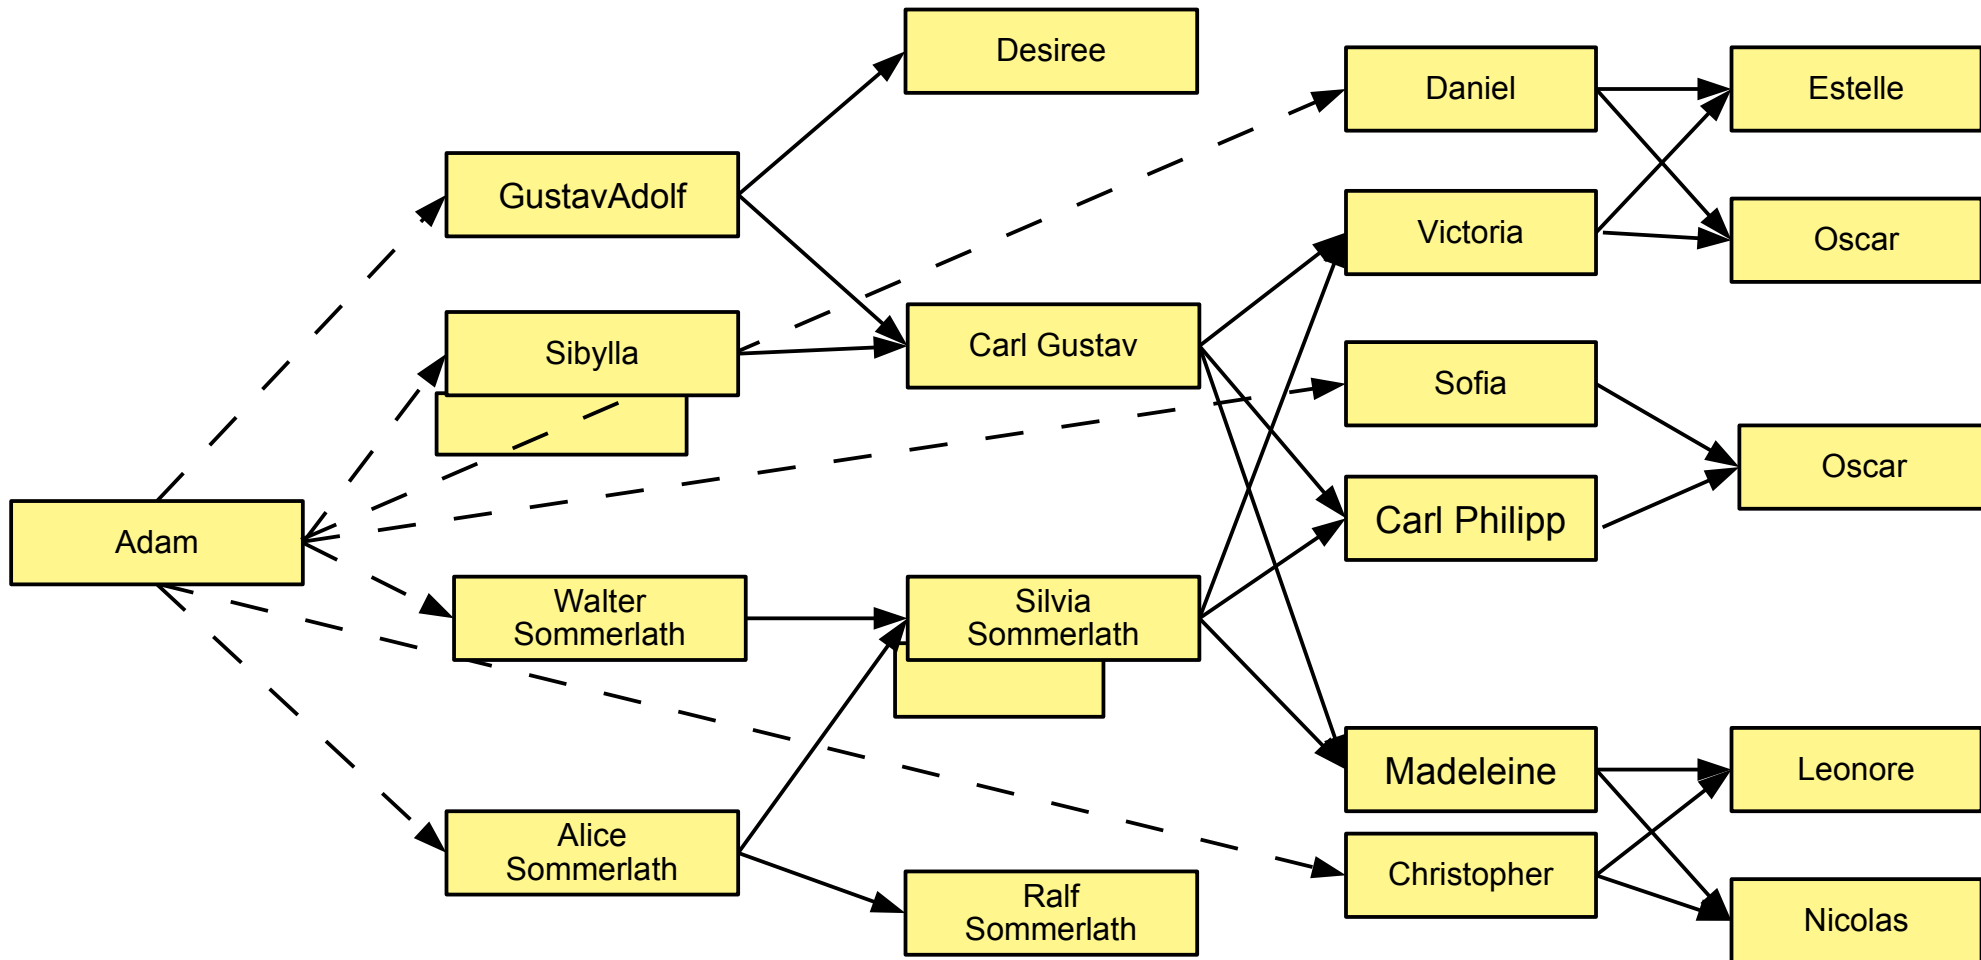 Desiree
Daniel
Estelle
GustavAdolf
Victoria
Oscar
Sibylla
Carl Gustav
Sofia
Oscar
Carl Philipp
Adam
Walter
Sommerlath
Silvia
Sommerlath
Madeleine
Leonore
Alice
Sommerlath
Christopher
Ralf
Sommerlath
Nicolas